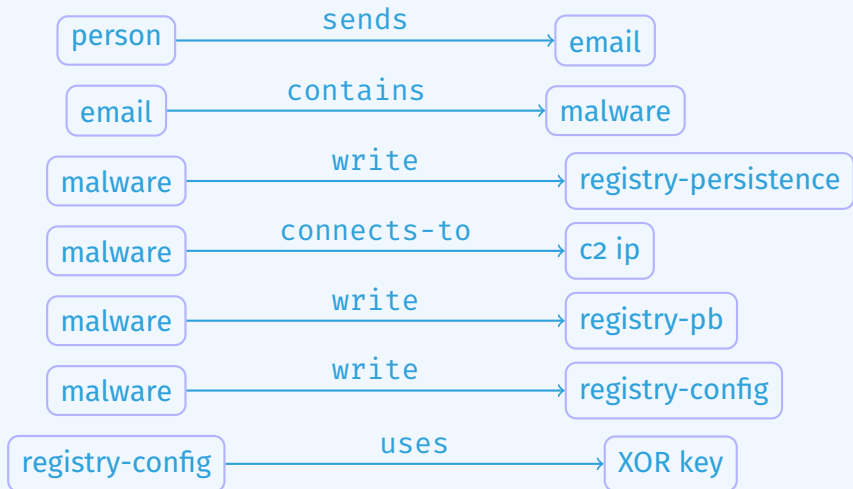 person sends email
email contains malware
malware write registry-persistence
malware connects-to c2 ip
malware write registry-pb
malware write registry-config
registry-config uses XOR key